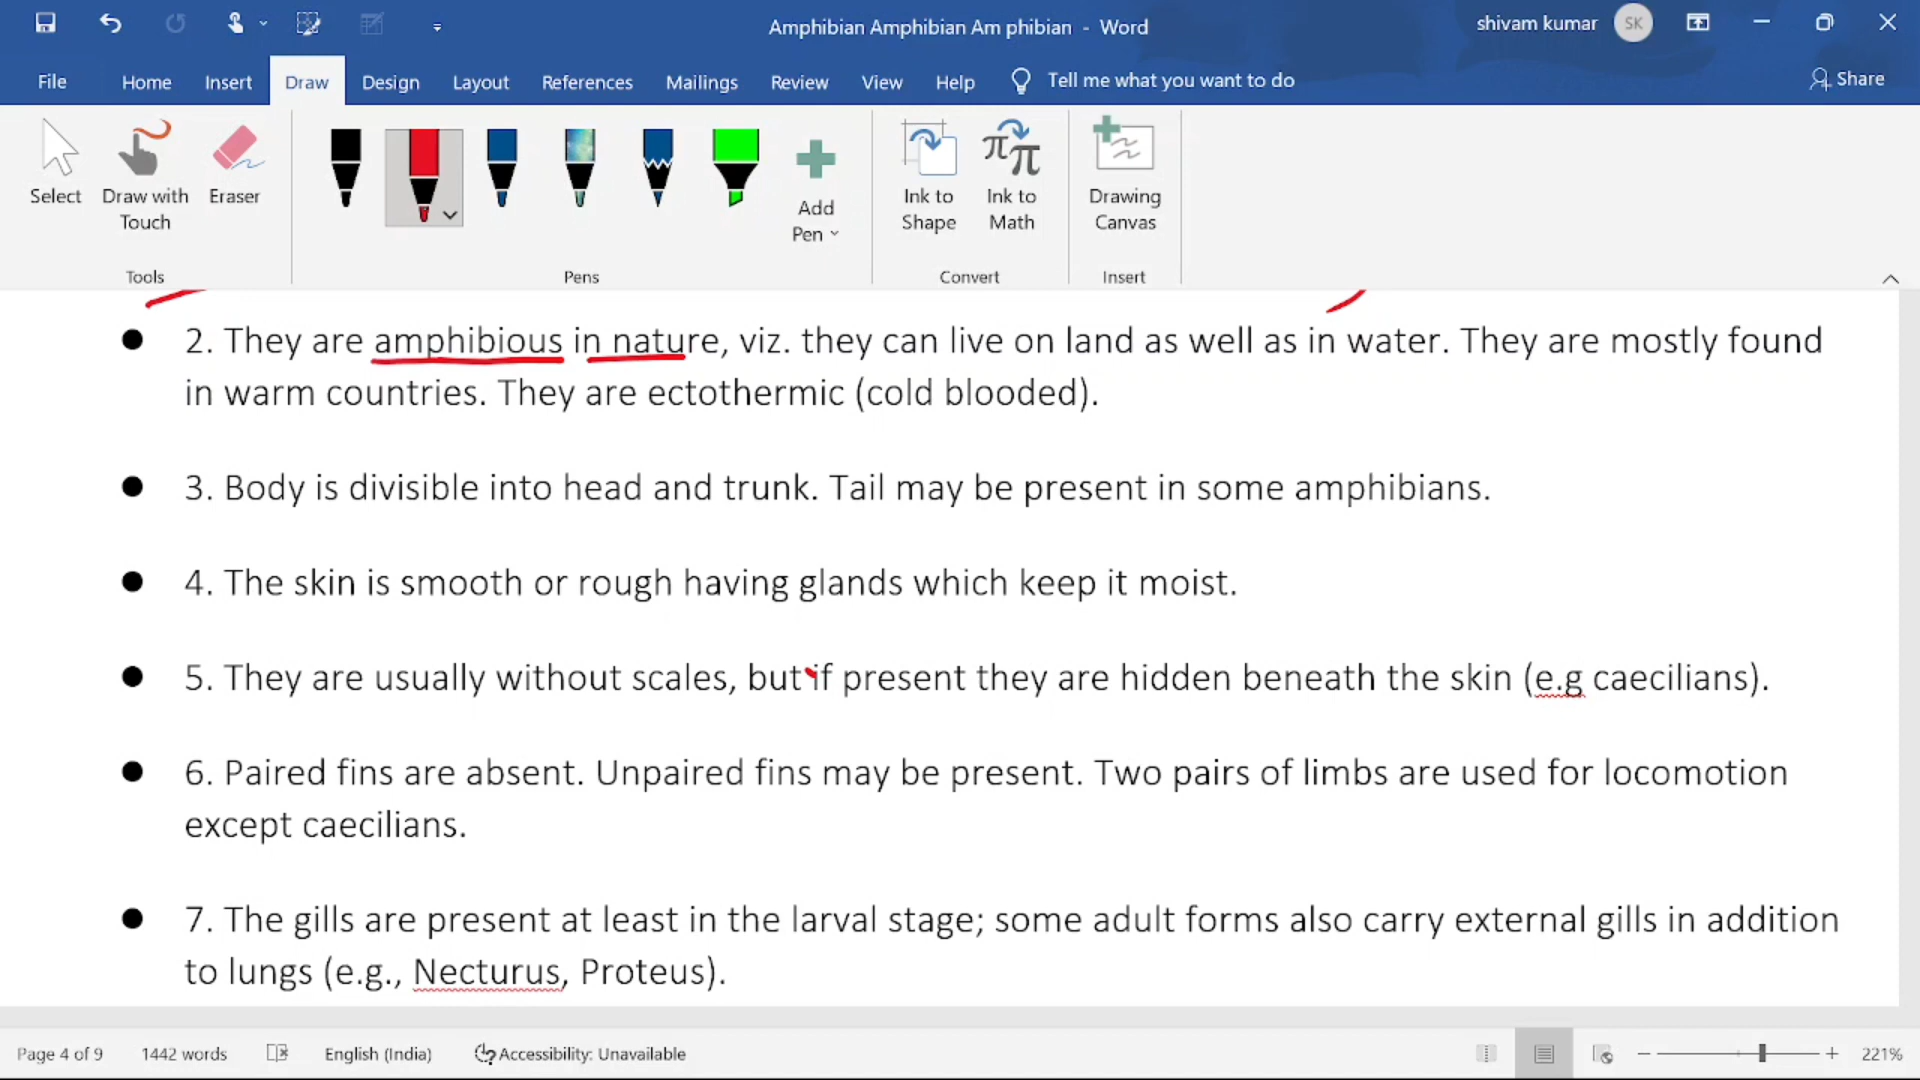 Amphibian Amphibian Am phibian - Word
shivam kumar
SK
File
Home
Insert
Draw
Design
Layout
References
Mailings
Review
View
Help
Tell me what you want to do
Share
Select
Draw with
Touch
Eraser
Tools
Pens
Add
Pen
Ink to
Shape
Ink to
Math
Convert
Drawing
Canvas
Insert
● 2. They are amphibious in nature, viz. they can live on land as well as in water. They are mostly found
in warm countries. They are ectothermic (cold blooded).
● 3. Body is divisible into head and trunk. Tail may be present in some amphibians.
● 4. The skin is smooth or rough having glands which keep it moist.
● 5. They are usually without scales, but if present they are hidden beneath the skin (e.g caecilians).
● 6. Paired fins are absent. Unpaired fins may be present. Two pairs of limbs are used for locomotion
except caecilians.
● 7. The gills are present at least in the larval stage; some adult forms also carry external gills in addition
to lungs (e.g., Necturus, Proteus).
Page 4 of 9
1442 words
English (India)
Accessibility: Unavailable
221%